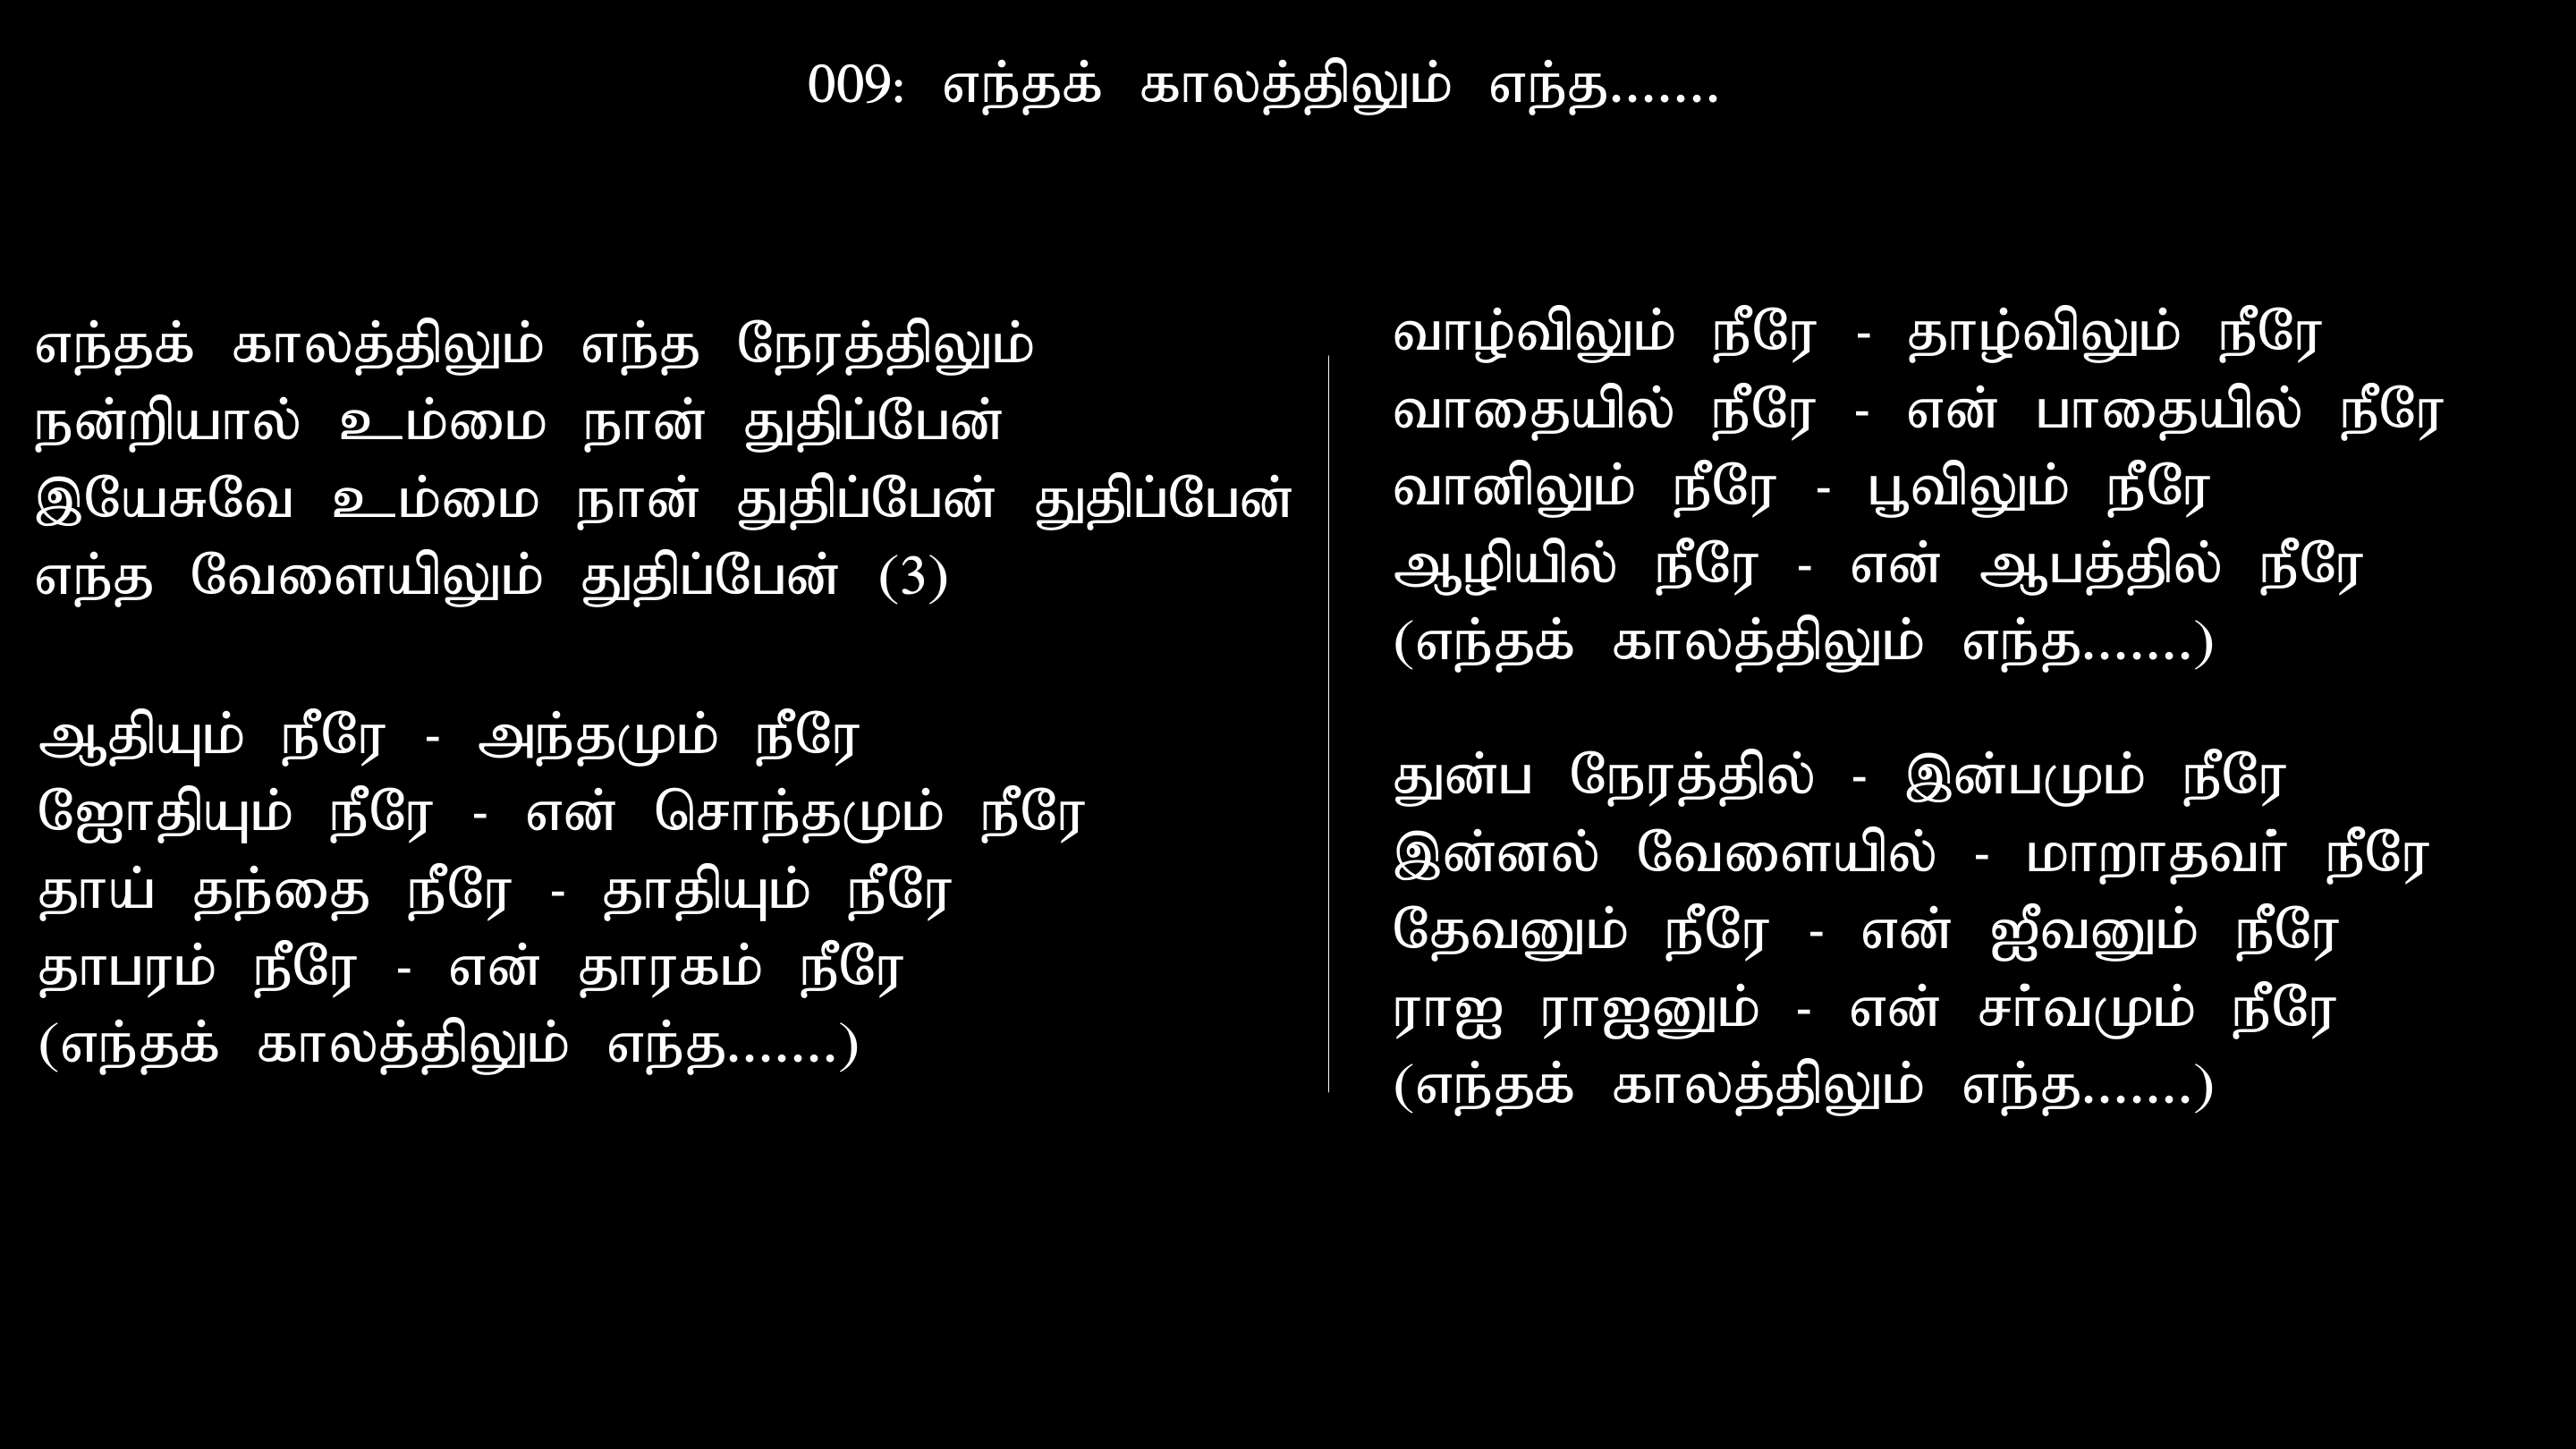 009: எந்தக் காலத்திலும் எந்த.......
எந்தக் காலத்திலும் எந்த நேரத்திலும்
நன்றியால் உம்மை நான் துதிப்பேன்
இயேசுவே உம்மை நான் துதிப்பேன் துதிப்பேன்
எந்த வேளையிலும் துதிப்பேன் (3)
ஆதியும் நீரே - அந்தமும் நீரே
ஜோதியும் நீரே - என் சொந்தமும் நீரே
தாய் தந்தை நீரே - தாதியும் நீரே
தாபரம் நீரே - என் தாரகம் நீரே
(எந்தக் காலத்திலும் எந்த.......)
வாழ்விலும் நீரே - தாழ்விலும் நீரே
வாதையில் நீரே - என் பாதையில் நீரே
வானிலும் நீரே - பூவிலும் நீரே
ஆழியில் நீரே - என் ஆபத்தில் நீரே
(எந்தக் காலத்திலும் எந்த.......)
துன்ப நேரத்தில் - இன்பமும் நீரே
இன்னல் வேளையில் - மாறாதவர் நீரே
தேவனும் நீரே - என் ஜீவனும் நீரே
ராஜ ராஜனும் - என் சர்வமும் நீரே
(எந்தக் காலத்திலும் எந்த.......)